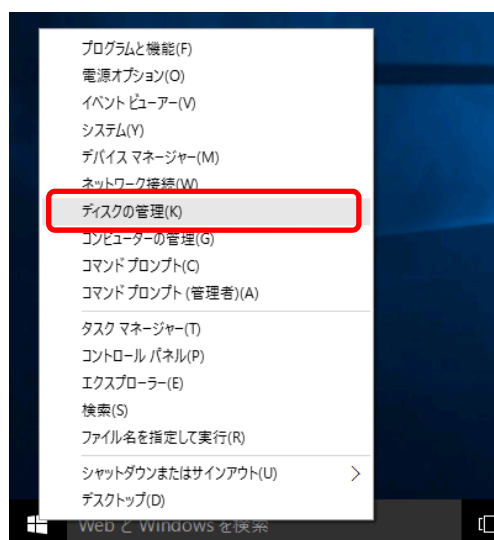 プログラムと機能(F)
電源オプション(O)
イベント ビューアー(V)
システム(Y)
デバイス マネージャー(M)
ネットワーク接続(W)
ディスクの管理(K)
コンピューターの管理(G)
コマンド プロンプト(C)
コマンド プロンプト (管理者)(A)
タスク マネージャー(T)
コントロール パネル(P)
エクスプローラー(E)
検索(S)
ファイル名を指定して実行(R)
シャットダウンまたはサインアウト(U)
デスクトップ(D)
Web と Windows を検索